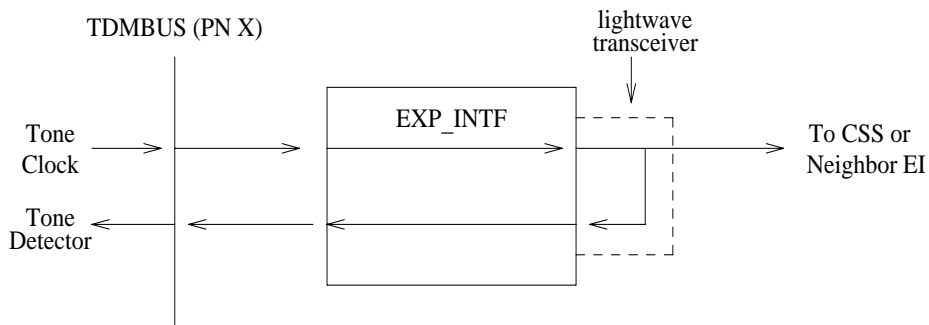 lightwave
transceiver
TDMBUS (PN X)
EXP_INTF
Tone
Clock
To CSS or
Neighbor EI
Tone
Detector